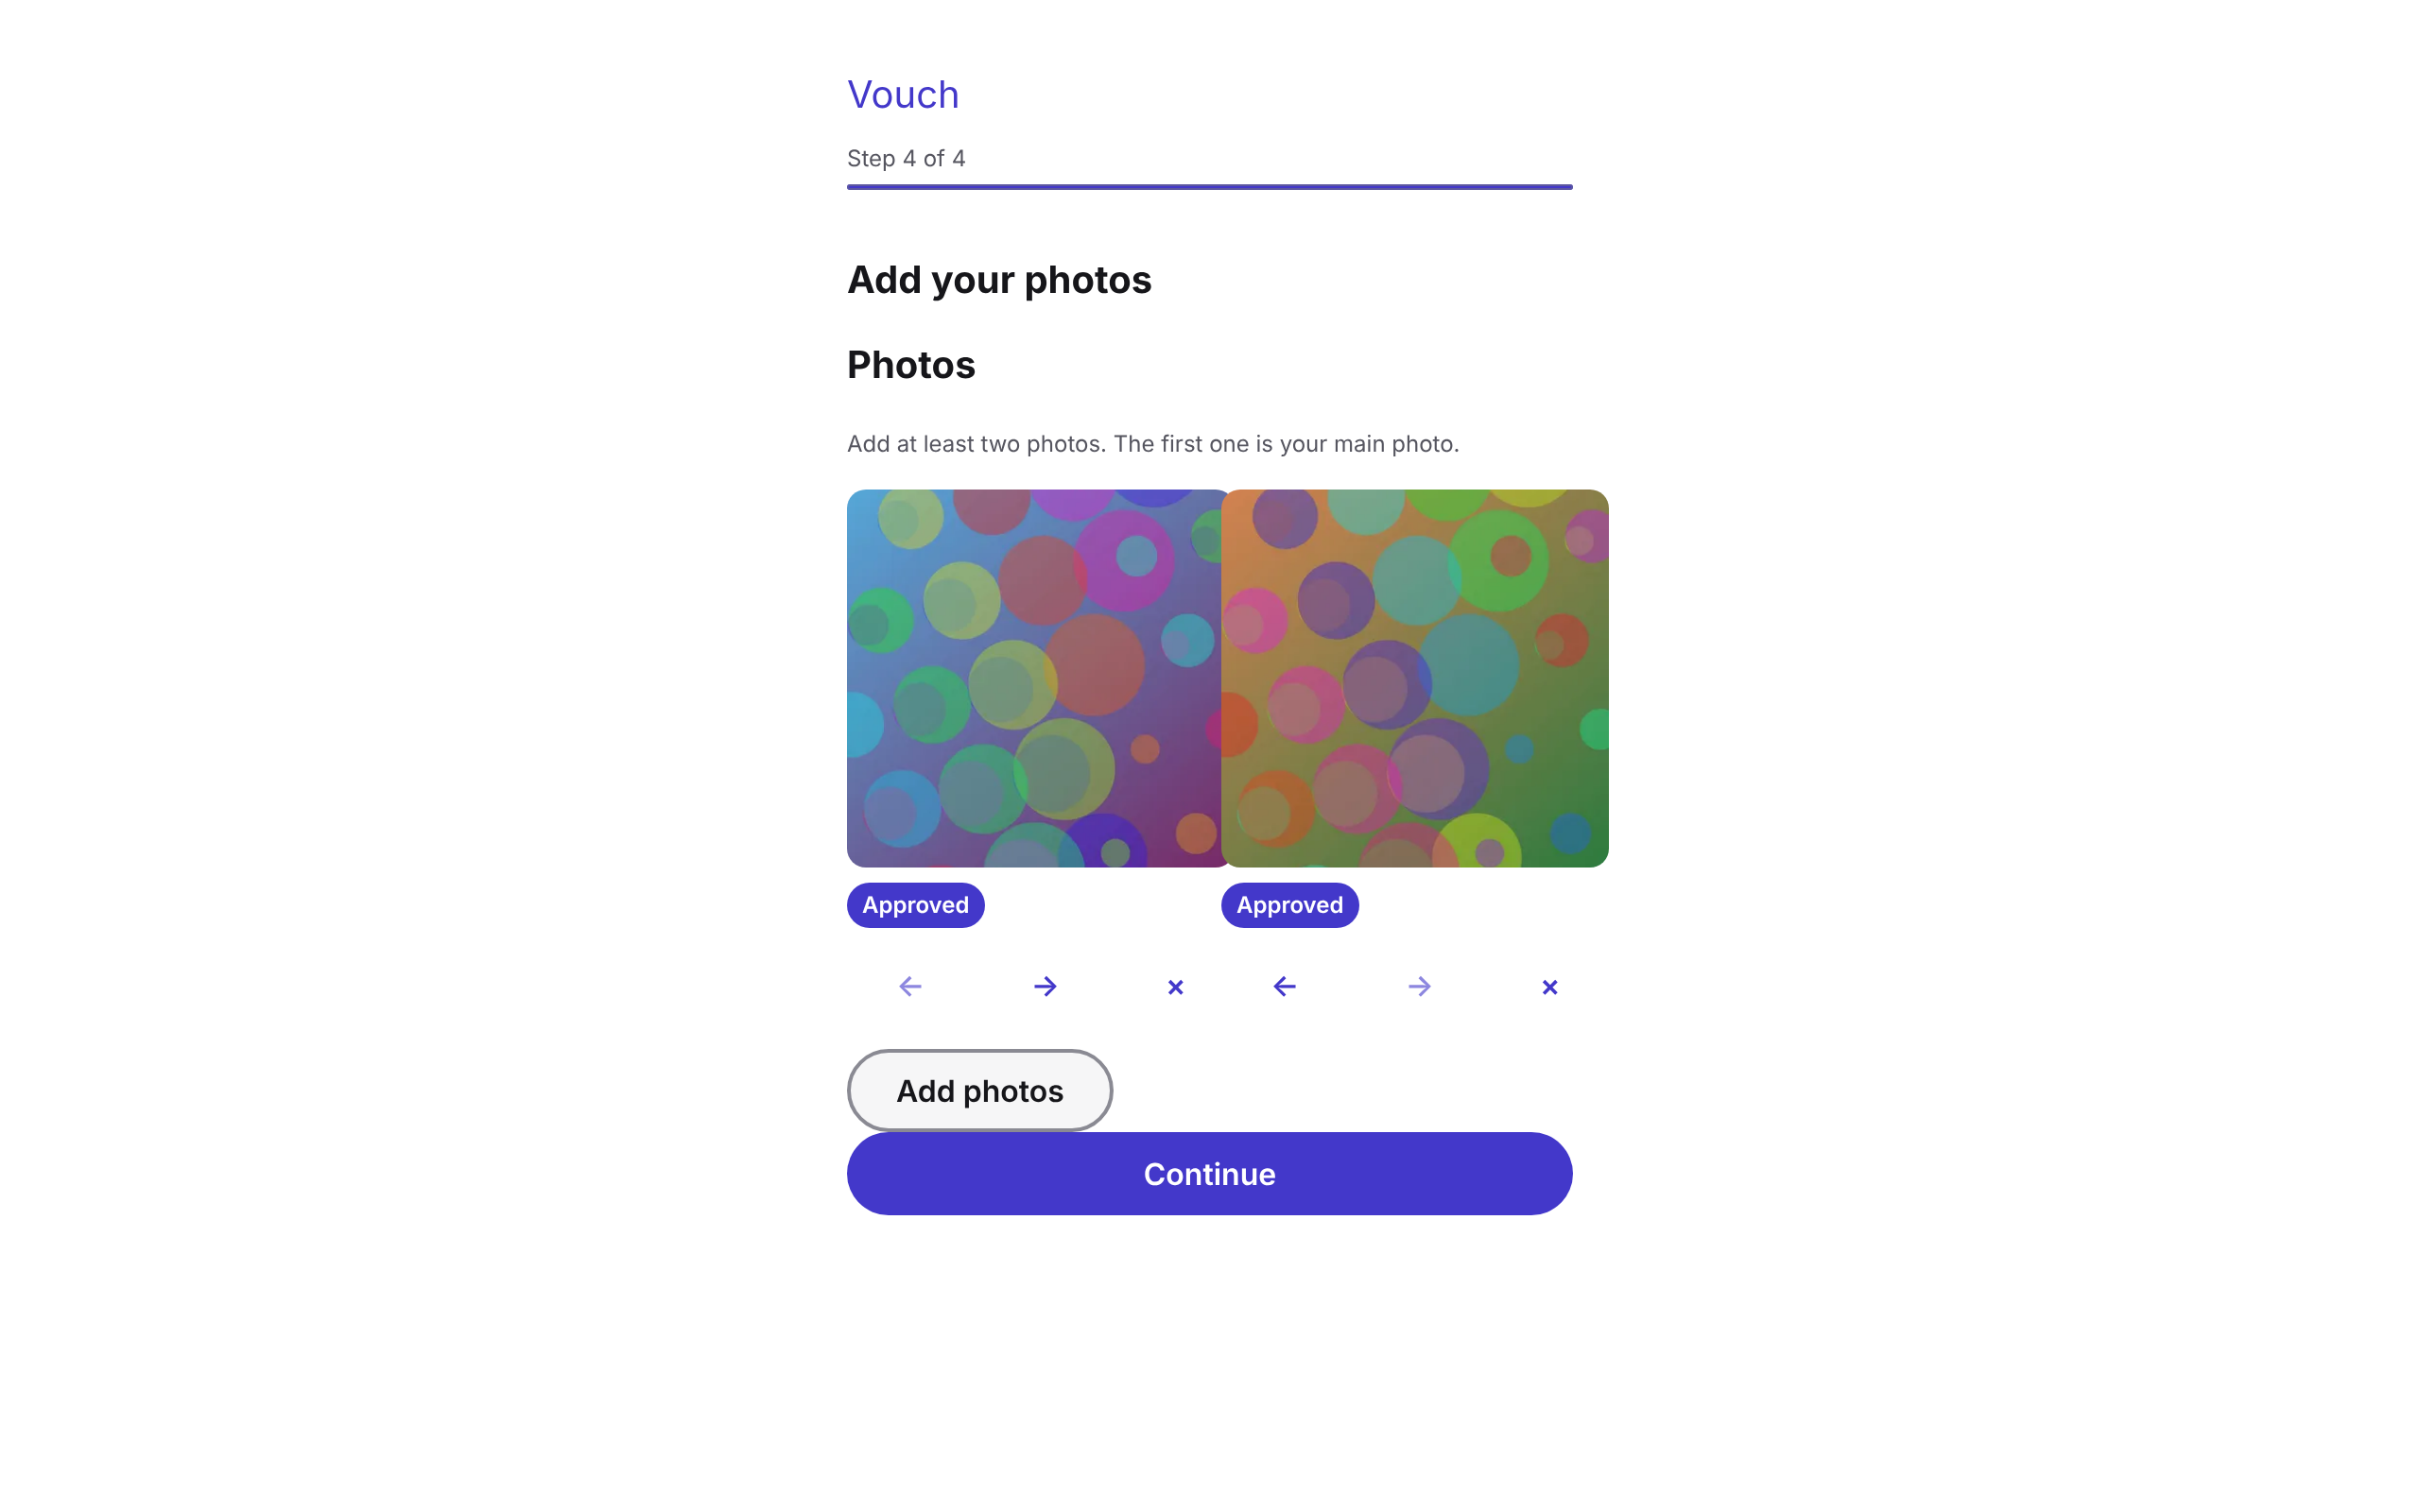 Vouch
Step 4 of 4
Add your photos
Photos
Add at least two photos. The first one is your main photo.
Approved Approved
← → × ← → ×
Add photos
Continue